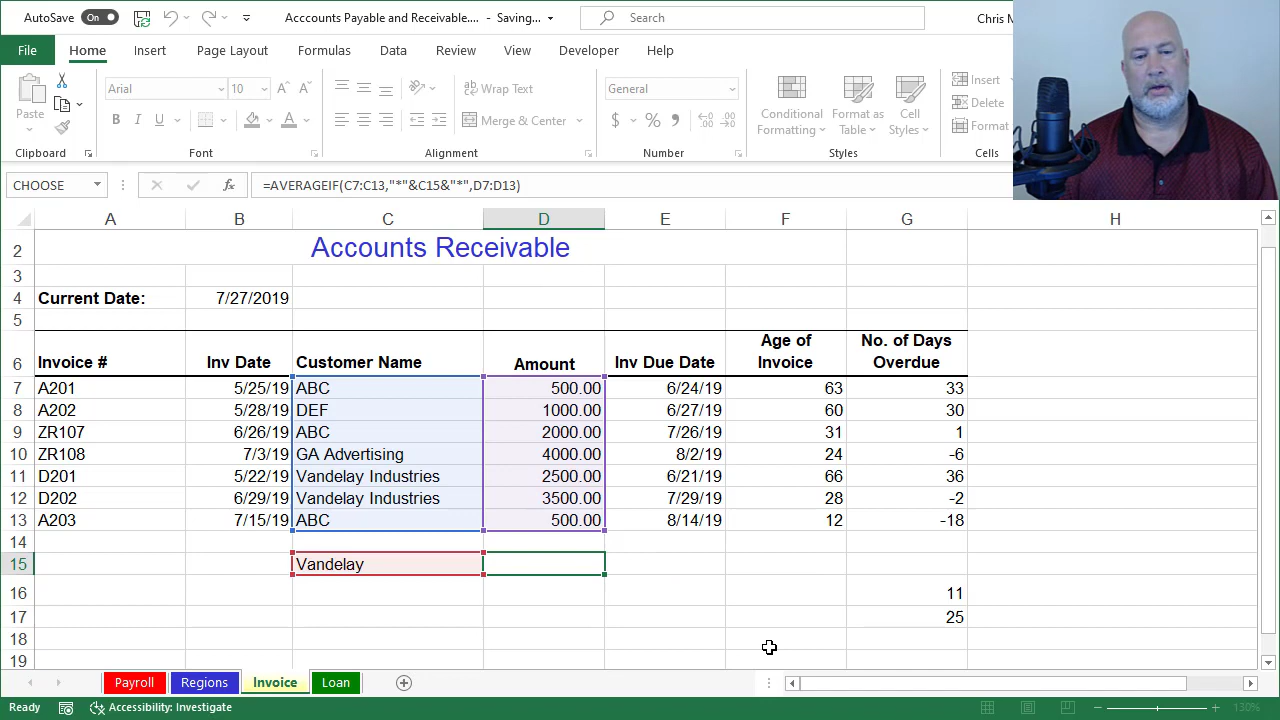 AutoSave On Acccounts Payable and Receivable.... - Saving... Search Chris M
File Home Insert Page Layout Formulas Data Review View Developer Help
Paste Arial 10 Wrap Text General Conditional Formatting Format as Table Cell Styles Insert
B I U Merge & Center $ % Delete
Format
Clipboard Font Alignment Number Styles Cells
CHOOSE fx =AVERAGEIF(C7:C13,"*"&C15&"*",D7:D13)
A B C D E F G H
2 Accounts Receivable
3
4 Current Date: 7/27/2019
5
6 Invoice # Inv Date Customer Name Amount Inv Due Date Age of Invoice No. of Days Overdue
7 A201 5/25/19 ABC 500.00 6/24/19 63 33
8 A202 5/28/19 DEF 1000.00 6/27/19 60 30
9 ZR107 6/26/19 ABC 2000.00 7/26/19 31 1
10 ZR108 7/3/19 GA Advertising 4000.00 8/2/19 24 -6
11 D201 5/22/19 Vandelay Industries 2500.00 6/21/19 66 36
12 D202 6/29/19 Vandelay Industries 3500.00 7/29/19 28 -2
13 A203 7/15/19 ABC 500.00 8/14/19 12 -18
14
15 Vandelay
16 11
17 25
18
19
Payroll Regions Invoice Loan
Ready Accessibility: Investigate 130%